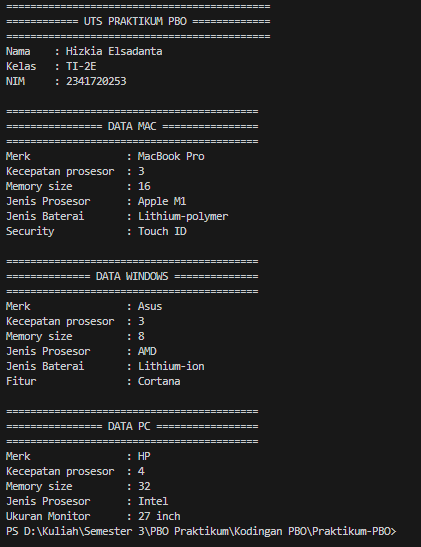 ============================================
============ UTS PRAKTIKUM PBO =============
============================================
Nama    : Hizkia Elsadanta
Kelas   : TI-2E
NIM     : 2341720253

==========================================
================ DATA MAC ================
==========================================
Merk                : MacBook Pro
Kecepatan prosesor  : 3
Memory size         : 16
Jenis Prosesor      : Apple M1
Jenis Baterai       : Lithium-polymer
Security            : Touch ID

==========================================
============== DATA WINDOWS ==============
==========================================
Merk                : Asus
Kecepatan prosesor  : 3
Memory size         : 8
Jenis Prosesor      : AMD
Jenis Baterai       : Lithium-ion
Fitur               : Cortana

==========================================
================ DATA PC =================
==========================================
Merk                : HP
Kecepatan prosesor  : 4
Memory size         : 32
Jenis Prosesor      : Intel
Ukuran Monitor      : 27 inch
PS D:\Kuliah\Semester 3\PBO Praktikum\Kodingan PBO\Praktikum-PBO>